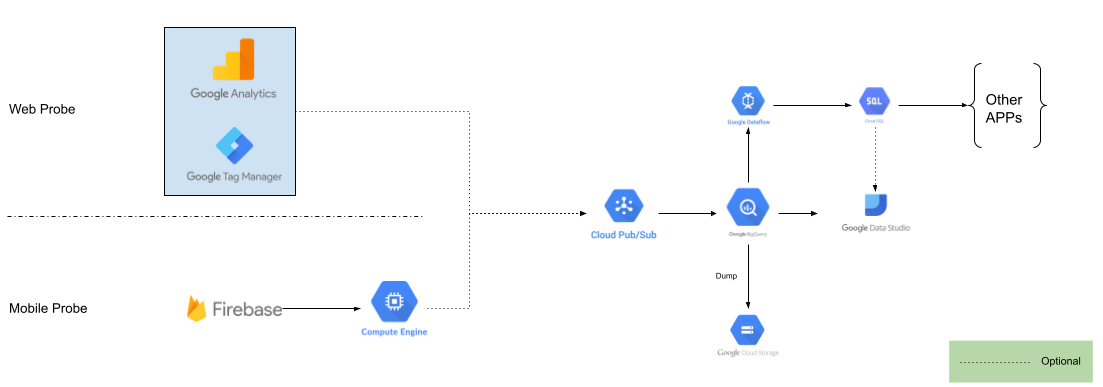 Web Probe
Google Analytics
Google Tag Manager
Google Dataflow
SQL
Cloud SQL
Other
APPs
Cloud Pub/Sub
Google BigQuery
Google Data Studio
Dump
Mobile Probe
Firebase
Compute Engine
Google Cloud Storage
Optional